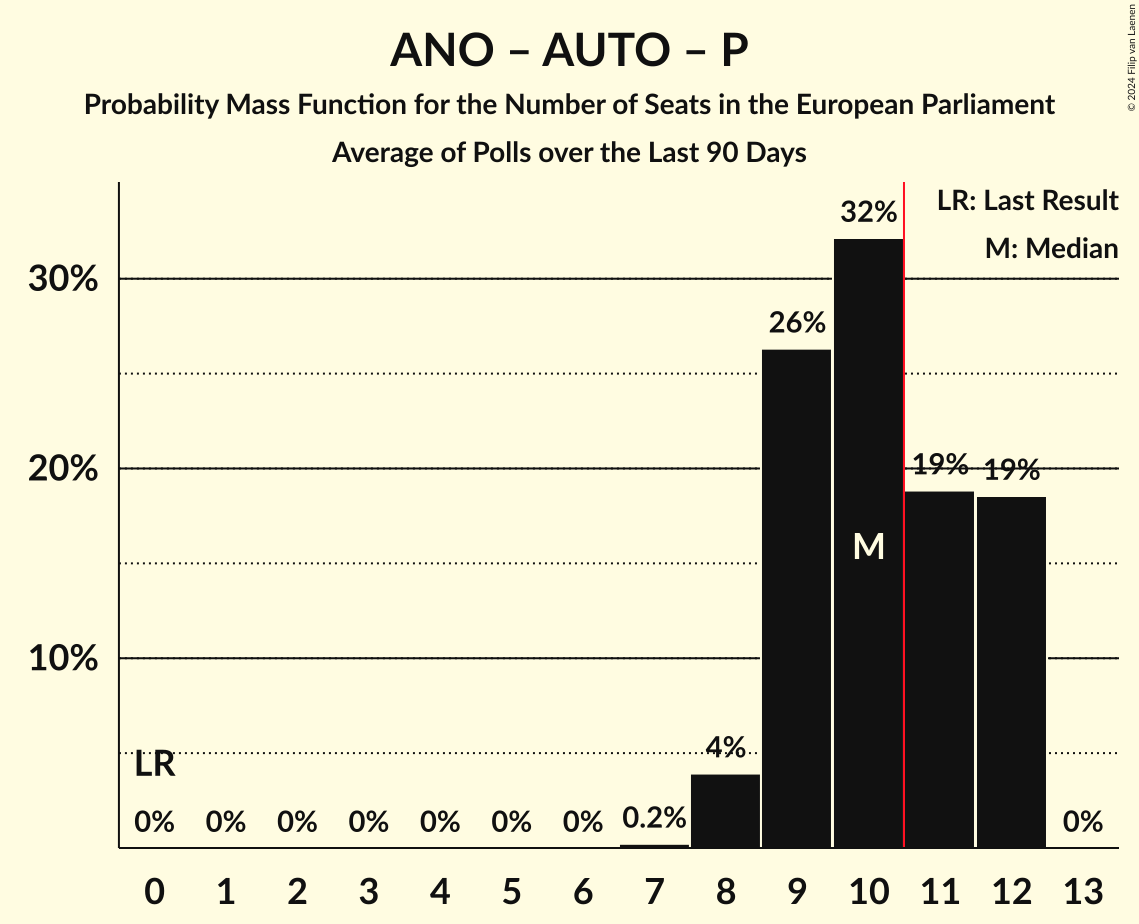 ANO – AUTO – P
Probability Mass Function for the Number of Seats in the European Parliament
Average of Polls over the Last 90 Days
© 2024 Filip van Laenen
LR: Last Result
M: Median
30%
20%
10%
LR
0%
0%
0%
0%
0%
0%
0%
0.2%
4%
26%
32%
M
19%
19%
0%
0 1 2 3 4 5 6 7 8 9 10 11 12 13